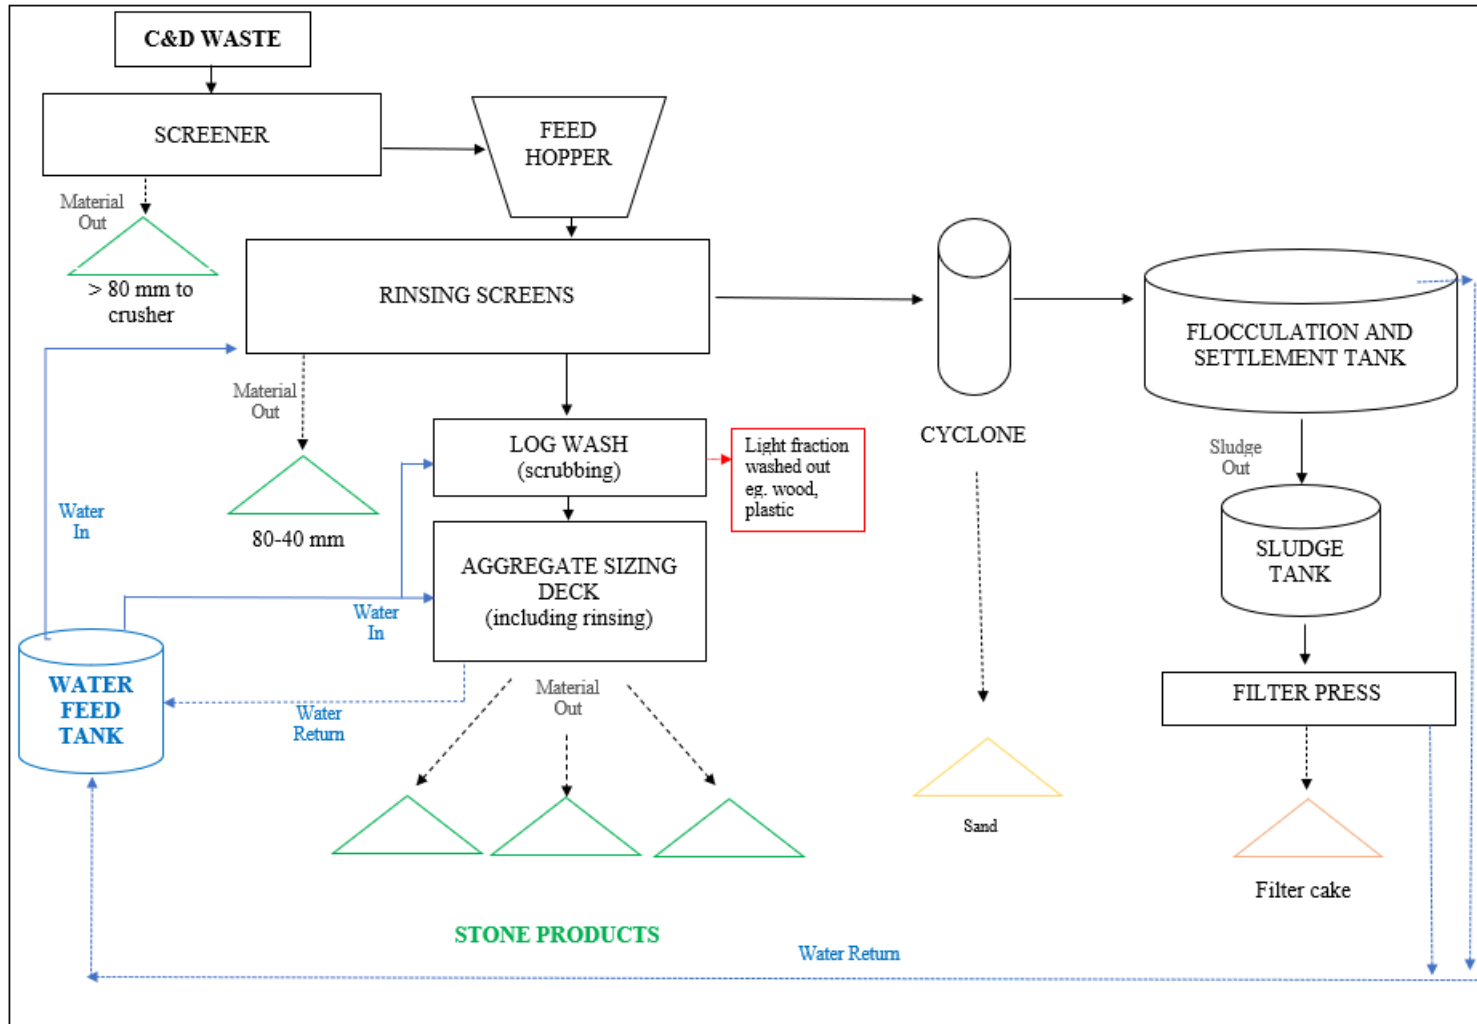 C&D WASTE
SCREENER
FEED
HOPPER
Material
Out
> 80 mm to
crusher
RINSING SCREENS
FLOCCULATION AND
SETTLEMENT TANK
Material
Out
CYCLONE
LOG WASH
(scrubbing)
Light fraction
washed out
eg. wood,
plastic
Sludge
Out
Water
In
80-40 mm
SLUDGE
TANK
AGGREGATE SIZING
DECK
(including rinsing)
Water
In
WATER
FEED
TANK
Water
Return
Material
Out
FILTER PRESS
Sand
Filter cake
STONE PRODUCTS
Water Return